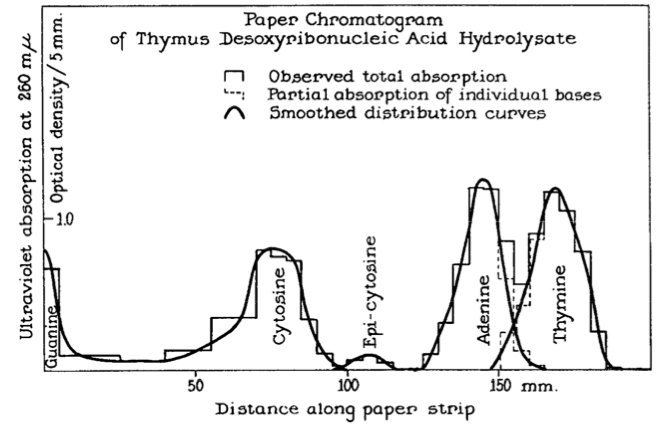 Paper Chromatogram
of Thymus Desoxyribonucleic Acid Hydrolysate
Observed total absorption
Partial absorption of individual bases
Smoothed distribution curves
Ultraviolet absorption at 260 mµ
Optical density/5 mm.
1.0
Guanine
Cytosine
Epi-cytosine
Adenine
Thymine
50
100
150 mm.
Distance along paper strip